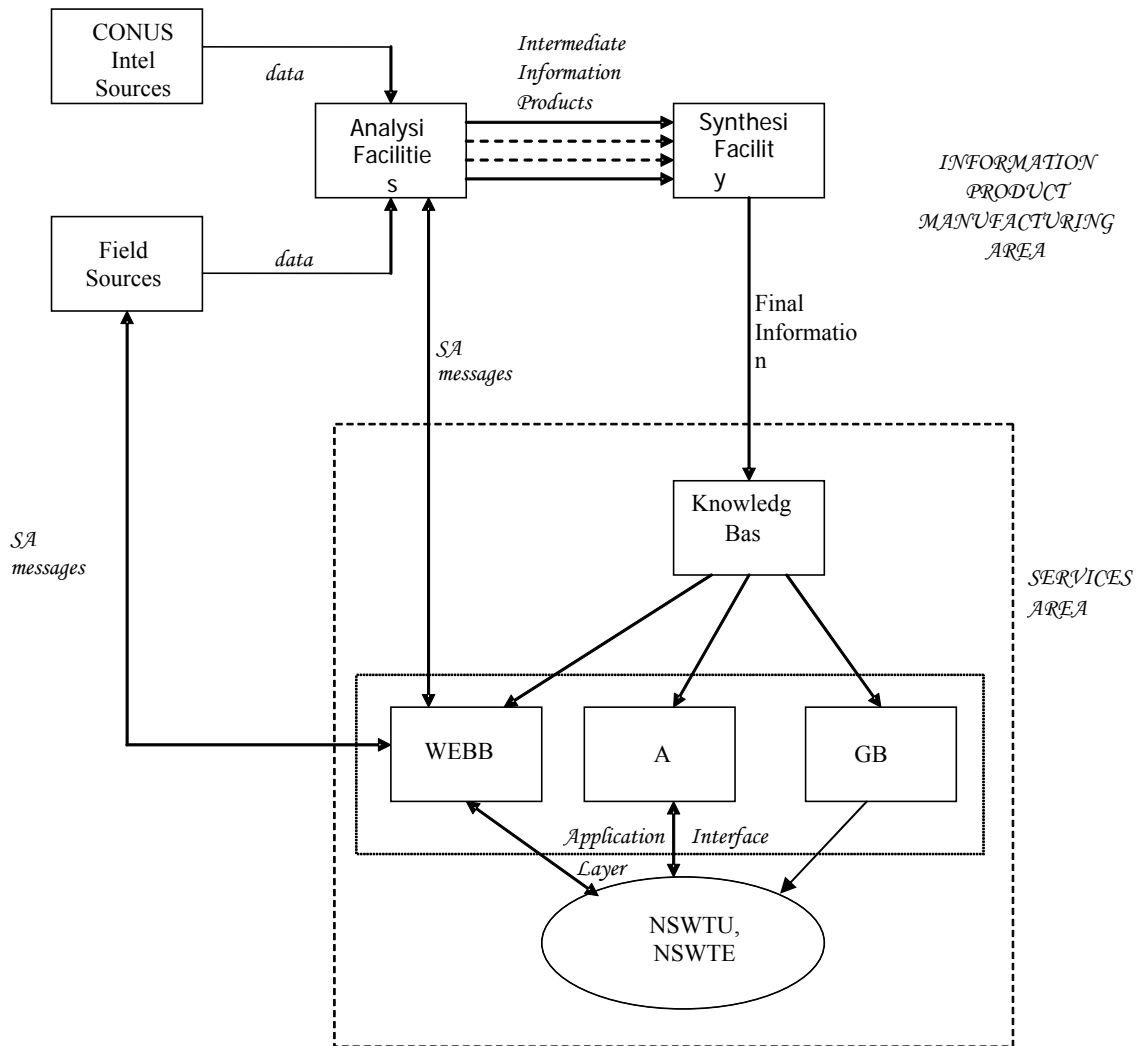 CONUS
Intel
Sources
data
Intermediate
Information
Products
Analysi
Facilitie
s
Synthesi
Facilit
y
INFORMATION
PRODUCT
MANUFACTURING
AREA
Field
Sources
data
SA
messages
Final
Informatio
n
SA
messages
Knowledg
Bas
SERVICES
AREA
WEBB
A
GB
Application Interface
Layer
NSWTU,
NSWTE